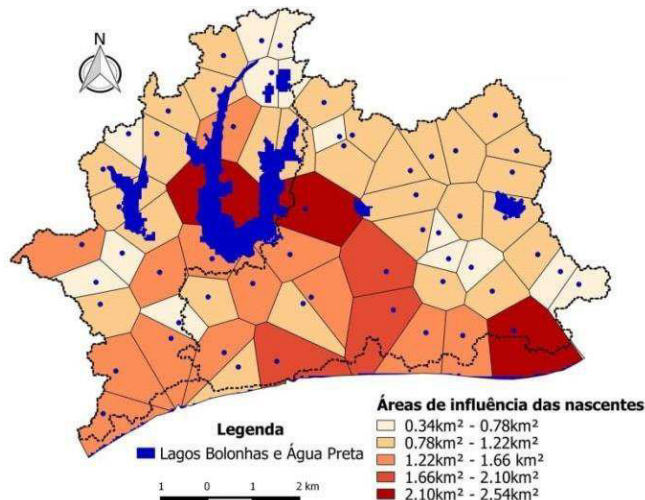 N
Legenda
Lagos Bolonhas e Água Preta
1 0 1 2 km
Áreas de influência das nascentes
0.34km² - 0.78km²
0.78km² - 1.22km²
1.22km² - 1.66 km²
1.66km² - 2.10km²
2.10km² - 2.54km²